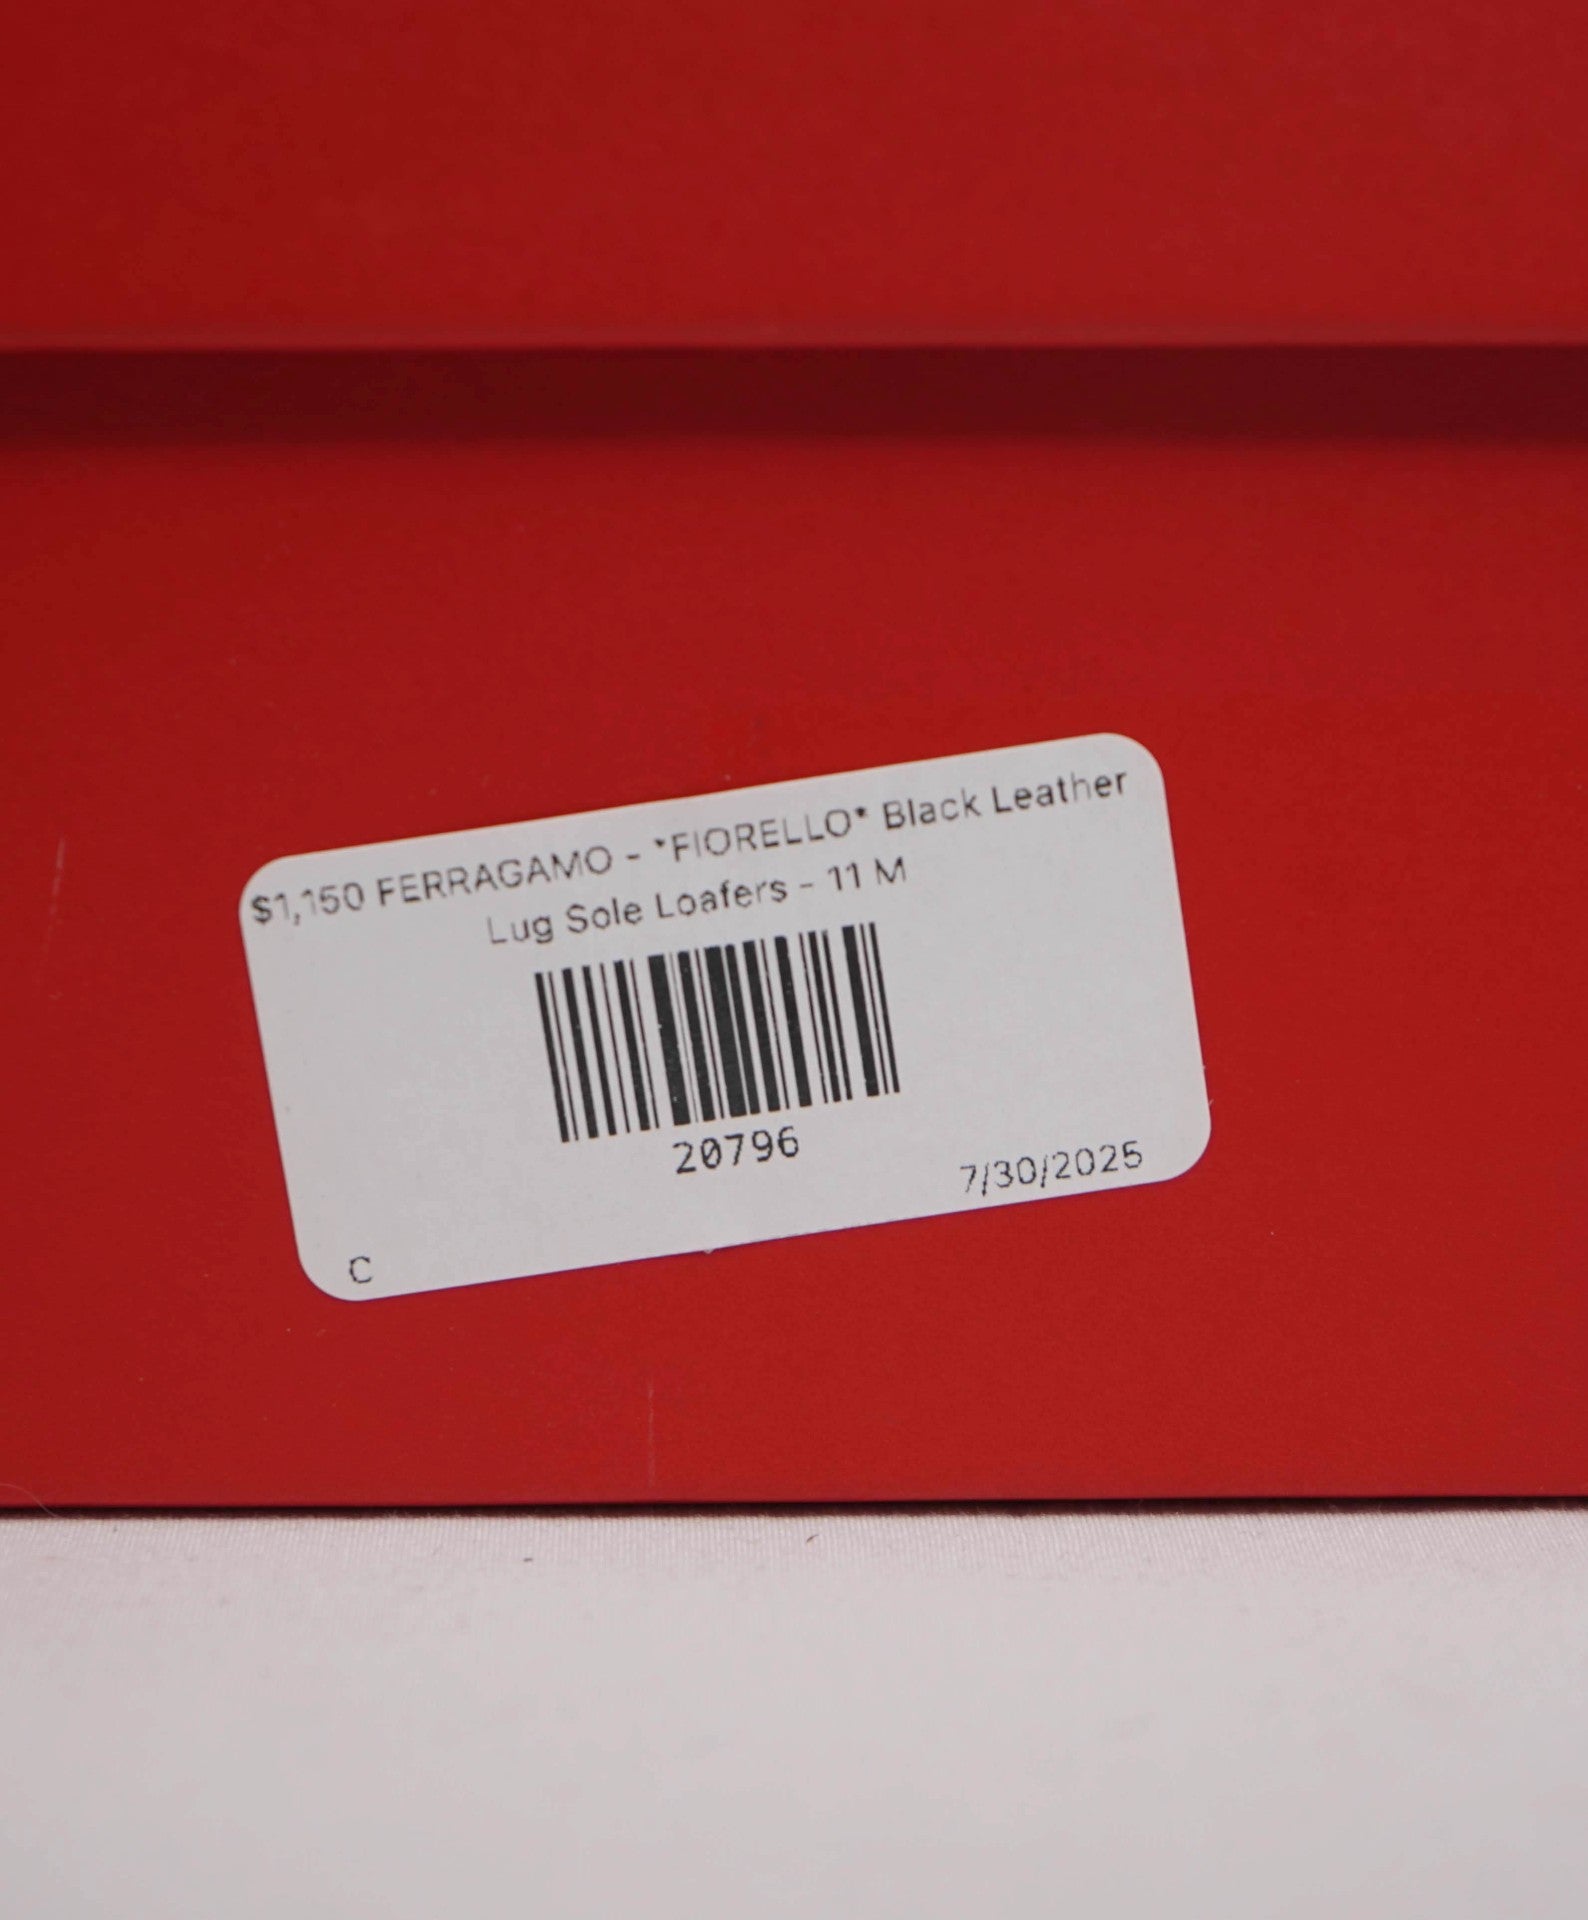 $1,150 FERRAGAMO - *FIORELLO* Black Leather
Lug Sole Loafers - 11 M
20796
7/30/2025
C